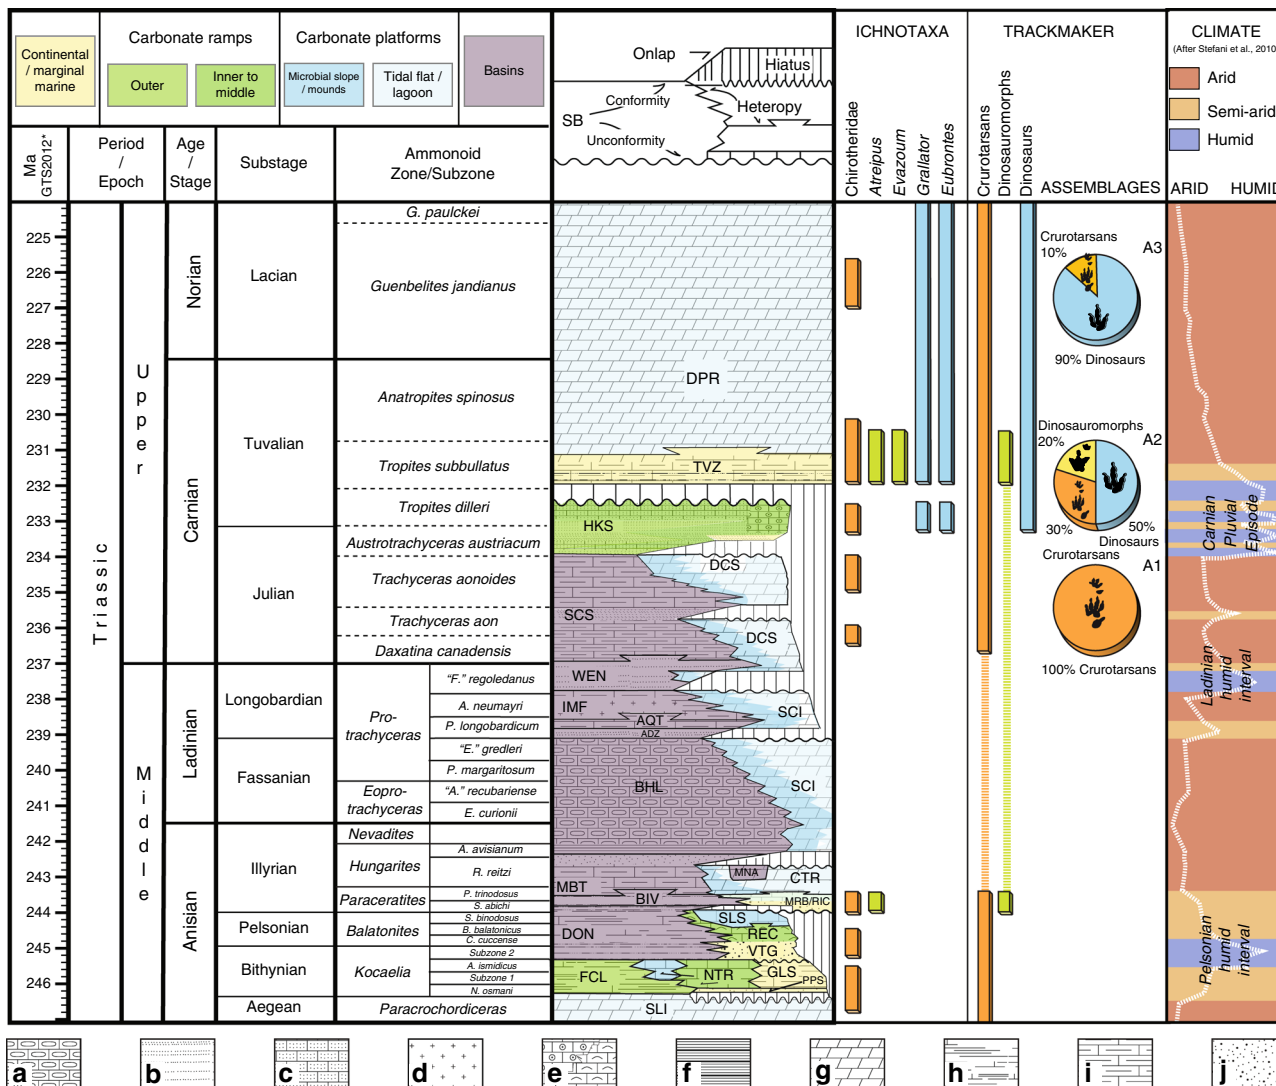 Continental
/ marginal
marine
Carbonate ramps
Outer
Inner to
middle
Carbonate platforms
Microbial slope
/ mounds
Tidal flat /
lagoon
Basins
Onlap
Hiatus
Conformity
Heteropy
SB
Unconformity
ICHNOTAXA
Chirotheridae
Atreipus
Evazoum
Grallator
Eubrontes
TRACKMAKER
Crurotarsans
Dinosauromorphs
Dinosaurs
ASSEMBLAGES
CLIMATE
(After Stefani et al., 2010)
Arid
Semi-arid
Humid
ARID
HUMID
Ma
GTS2012*
Period
/
Epoch
Age
/
Stage
Substage
Ammonoid
Zone/Subzone
225
226
227
228
229
230
231
232
233
234
235
236
237
238
239
240
241
242
243
244
245
246
Triassic
Upper
Middle
Norian
Carnian
Ladinian
Anisian
Lacian
Tuvalian
Julian
Longobardian
Fassanian
Illyrian
Pelsonian
Bithynian
Aegean
G. paulckei
Guenbelites jandianus
Anatropites spinosus
Tropites subbullatus
Tropites dilleri
Austrotrachyceras austriacum
Trachyceras aonoides
Trachyceras aon
Daxatina canadensis
Pro-
trachyceras
"F." regoledanus
A. neumayri
P. longobardicum
"E." gredleri
P. margaritosum
Eopro-
trachyceras
"A." recubariense
E. curionii
Nevadites
Hungarites
A. avisianum
R. reitzi
Paraceratites
P. trinodosus
S. abichi
Balatonites
S. binodosus
B. balatonicus
C. cuccense
Kocaelia
Subzone 2
A. ismidicus
Subzone 1
N. osmani
Paracrochordiceras
DPR
TVZ
HKS
DCS
SCS
DCS
WEN
IMF
AQT
ADZ
SCI
BHL
SCI
MNA
CTR
MBT
BIV
MRB/RIC
SLS
REC
DON
VTG
FCL
NTR
GLS
PPS
SLI
Crurotarsans
10%
A3
90% Dinosaurs
Dinosauromorphs
20%
A2
30%
50%
Dinosaurs
Crurotarsans
A1
100% Crurotarsans
Carnian
Pluvial
Episode
Ladinian
humid
interval
Pelsonian
humid
interval
a
b
c
d
e
f
g
h
i
j